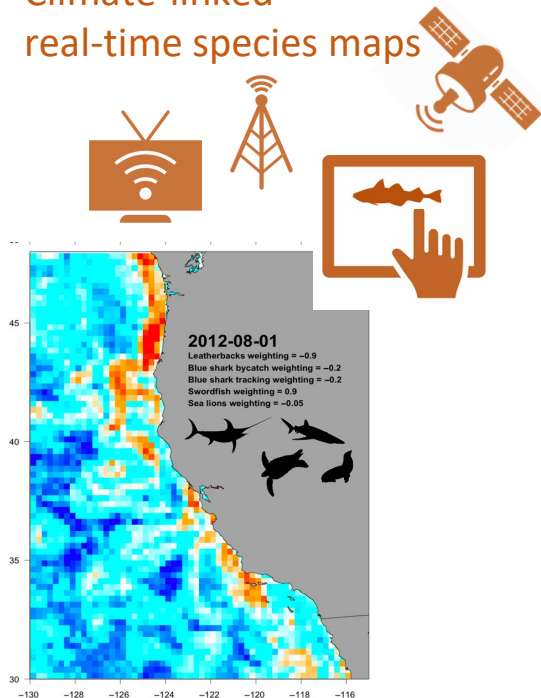 Climate-linked
real-time species maps
2012-08-01
Leatherbacks weighting = −0.9
Blue shark bycatch weighting = −0.2
Blue shark tracking weighting = −0.2
Swordfish weighting = 0.9
Sea lions weighting = −0.05
45
40
35
30
−130 −128 −126 −124 −122 −120 −118 −116